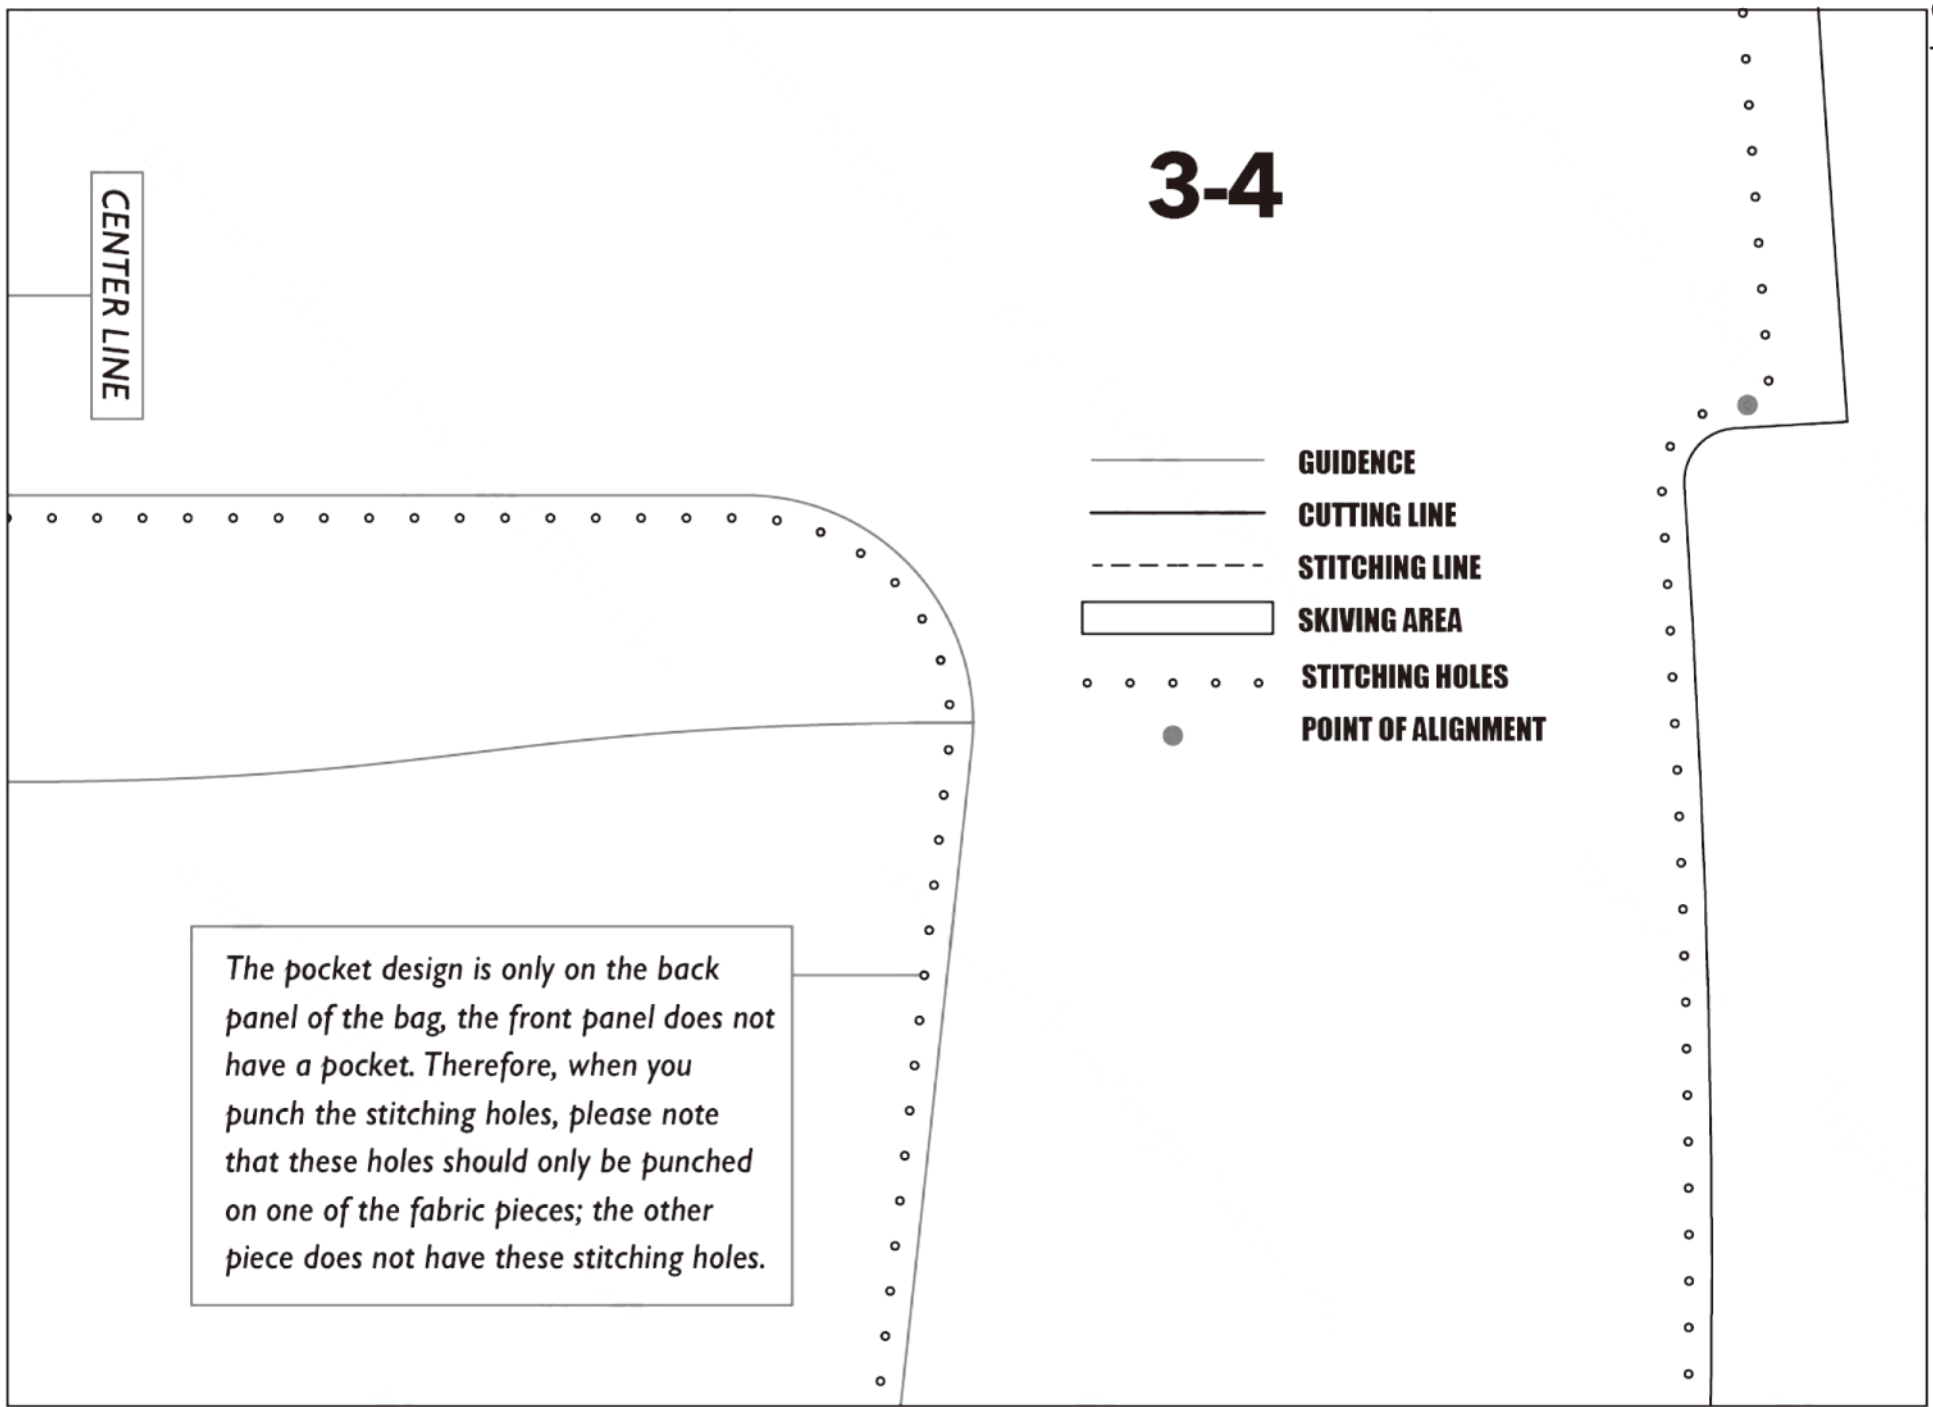 3-4
CENTER LINE
GUIDENCE
CUTTING LINE
STITCHING LINE
SKIVING AREA
STITCHING HOLES
POINT OF ALIGNMENT
The pocket design is only on the back
panel of the bag, the front panel does not
have a pocket. Therefore, when you
punch the stitching holes, please note
that these holes should only be punched
on one of the fabric pieces; the other
piece does not have these stitching holes.